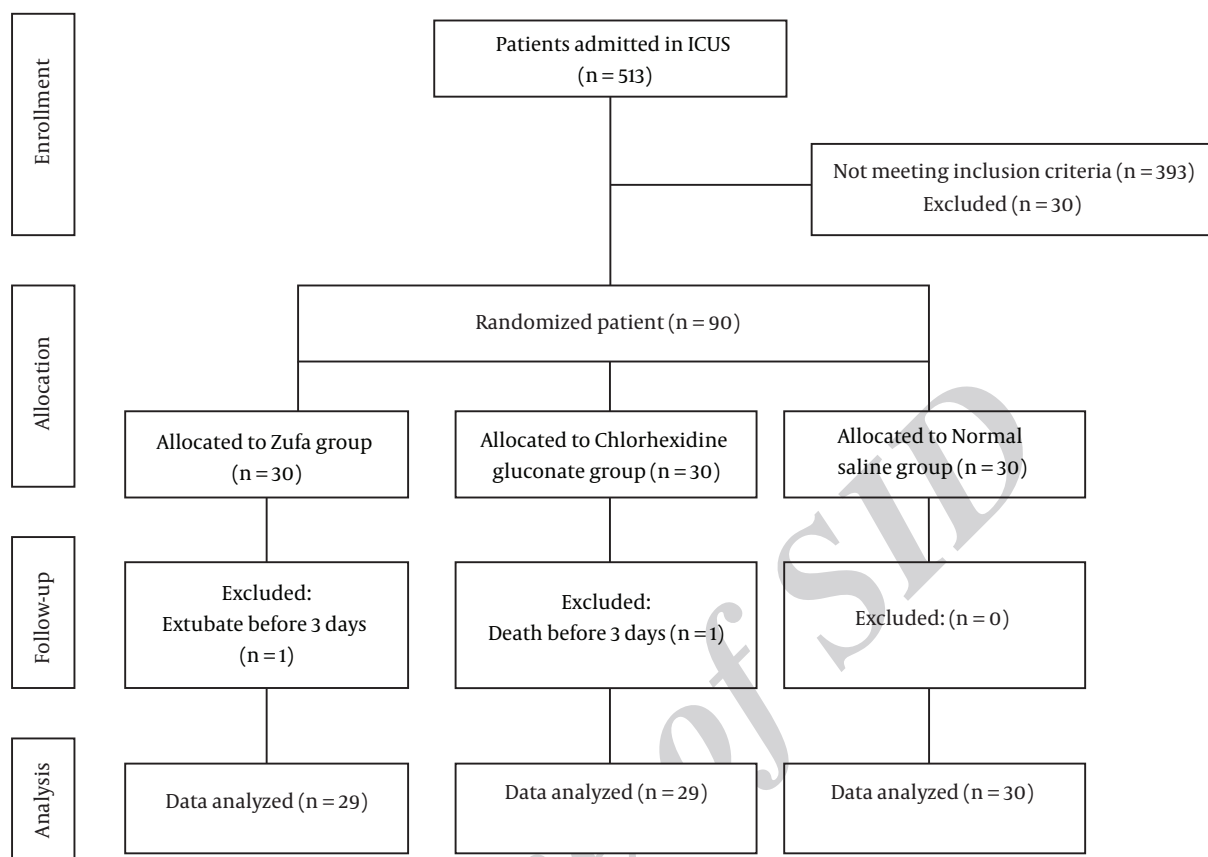 Enrollment
Patients admitted in ICUS
(n = 513)
Not meeting inclusion criteria (n = 393)
Excluded (n = 30)
Allocation
Randomized patient (n = 90)
Allocated to Zufa group
(n = 30)
Allocated to Chlorhexidine
gluconate group (n = 30)
Allocated to Normal
saline group (n = 30)
Follow-up
Excluded:
Extubate before 3 days
(n = 1)
Excluded:
Death before 3 days (n = 1)
Excluded: (n = 0)
Analysis
Data analyzed (n = 29)
Data analyzed (n = 29)
Data analyzed (n = 30)
of SID